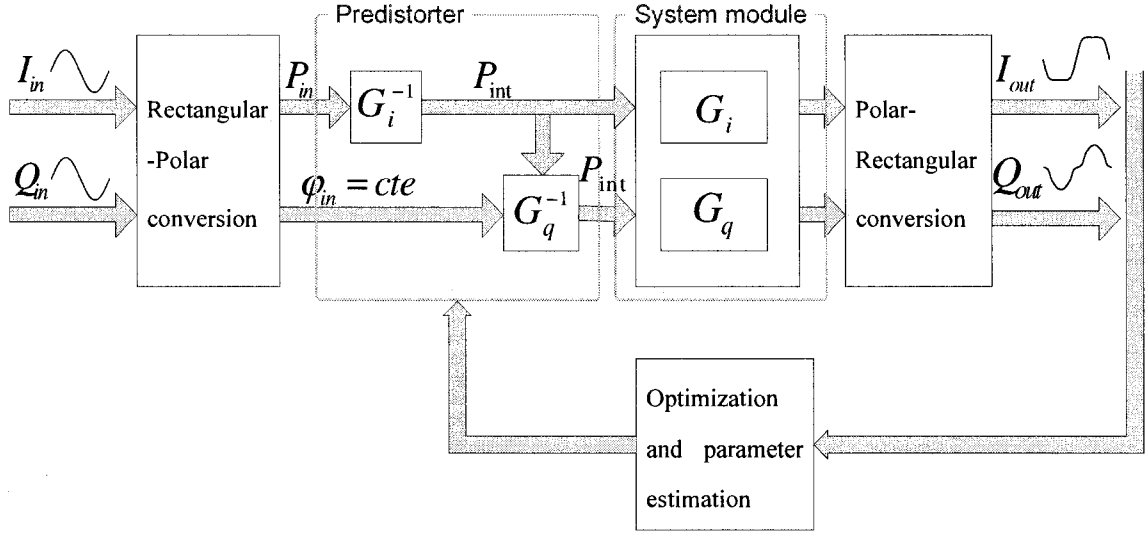 Predistorter
System module
I_in
Rectangular
-Polar
conversion
Q_in
P_in
G_i^{-1}
P_int
φ_in = cte
G_q^{-1}
P_int
G_i
G_q
Polar-
Rectangular
conversion
I_out
Q_out
Optimization
and parameter
estimation